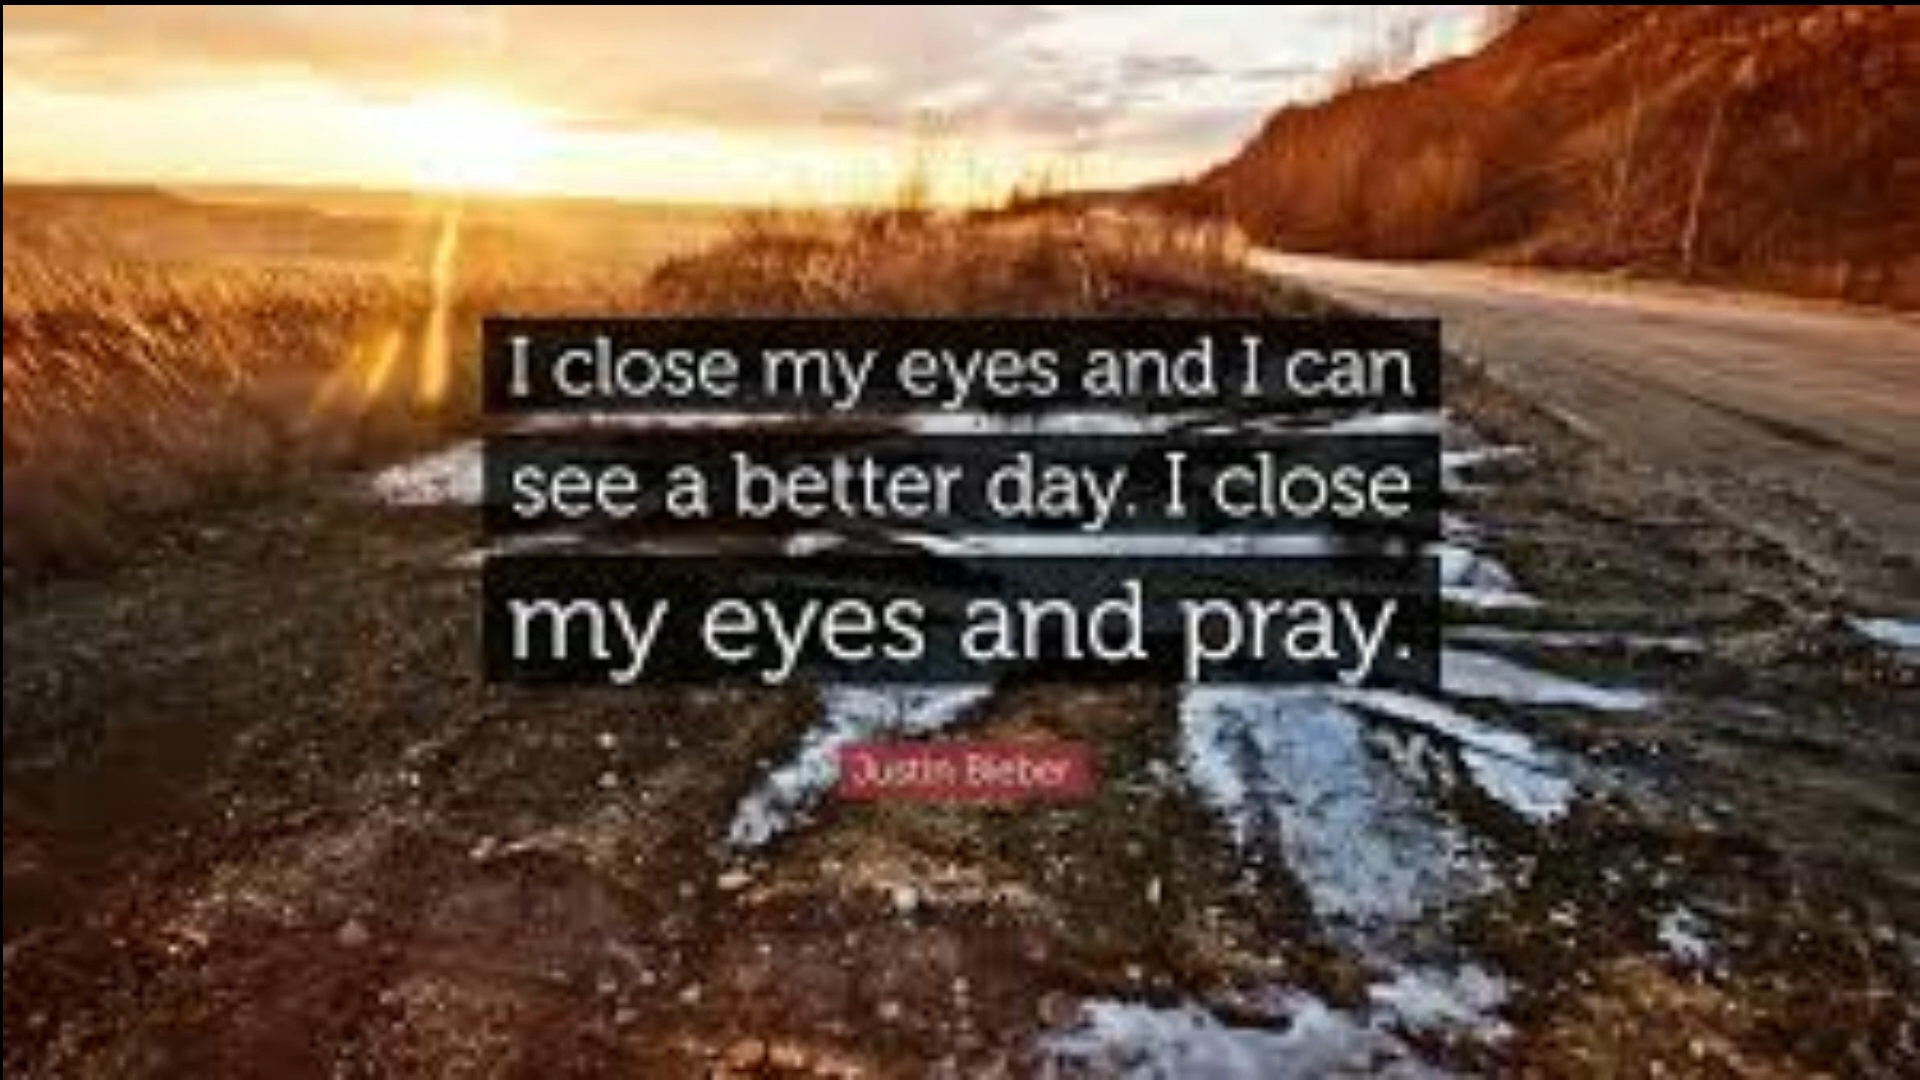 I close my eyes and I can
see a better day. I close
my eyes and pray.
Justin Bieber